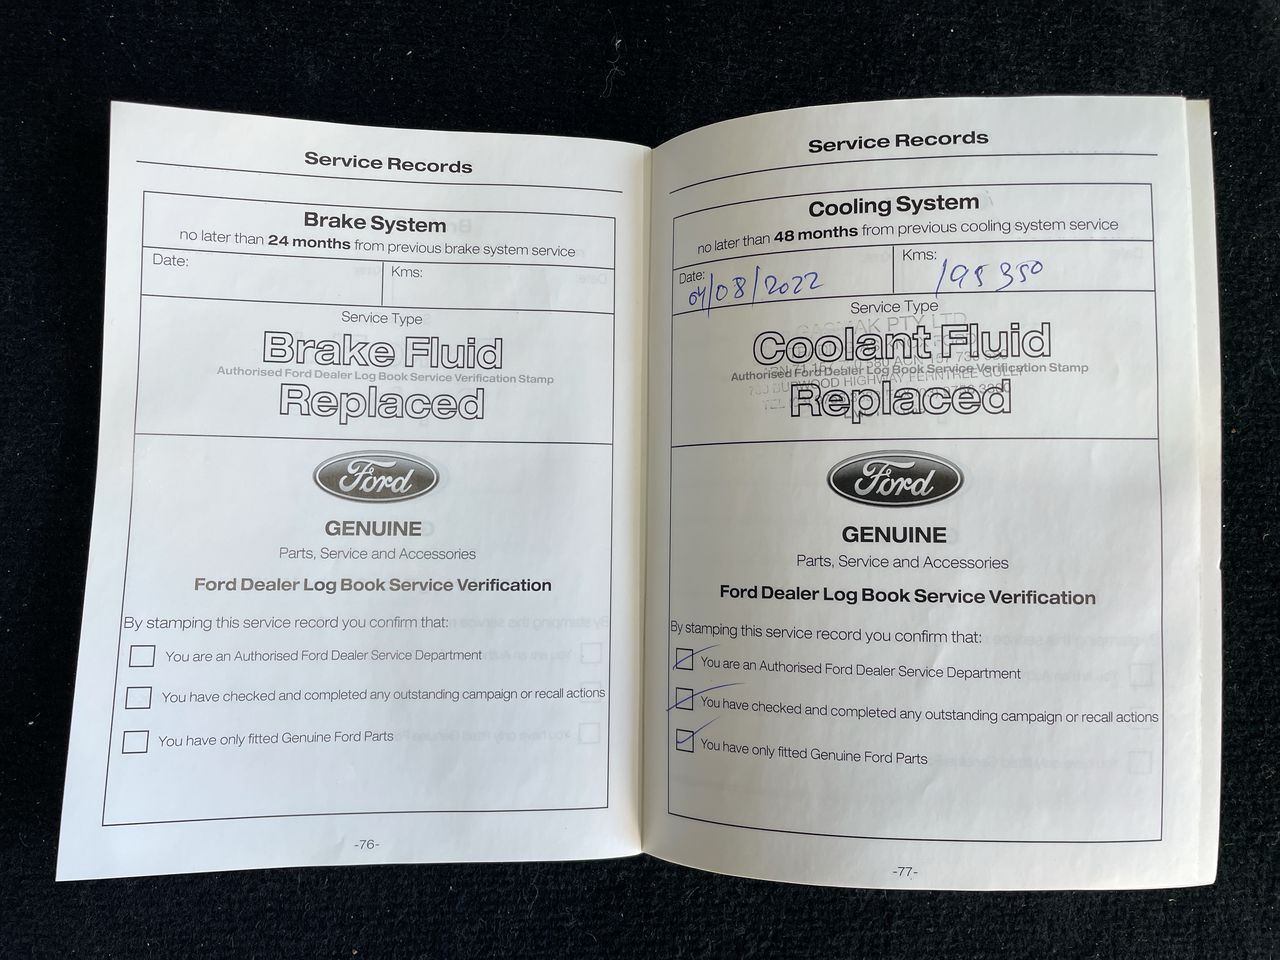 Service Records
Brake System
no later than 24 months from previous brake system service
Date:
Kms:
Service Type
Brake Fluid
Authorised Ford Dealer Log Book Service Verification Stamp
Replaced
Ford
GENUINE
Parts, Service and Accessories
Ford Dealer Log Book Service Verification
By stamping this service record you confirm that:
You are an Authorised Ford Dealer Service Department
You have checked and completed any outstanding campaign or recall actions
You have only fitted Genuine Ford Parts
-76-
Service Records
Cooling System
no later than 48 months from previous cooling system service
Date: 04/08/2022
Kms: 195350
Service Type
PTY LTD
Coolant Fluid
Authorised Ford Dealer Log Book Service Verification Stamp
HIGHWAY FERNTREE GULLY
Replaced
TEL
Ford
GENUINE
Parts, Service and Accessories
Ford Dealer Log Book Service Verification
By stamping this service record you confirm that:
You are an Authorised Ford Dealer Service Department
You have checked and completed any outstanding campaign or recall actions
You have only fitted Genuine Ford Parts
-77-